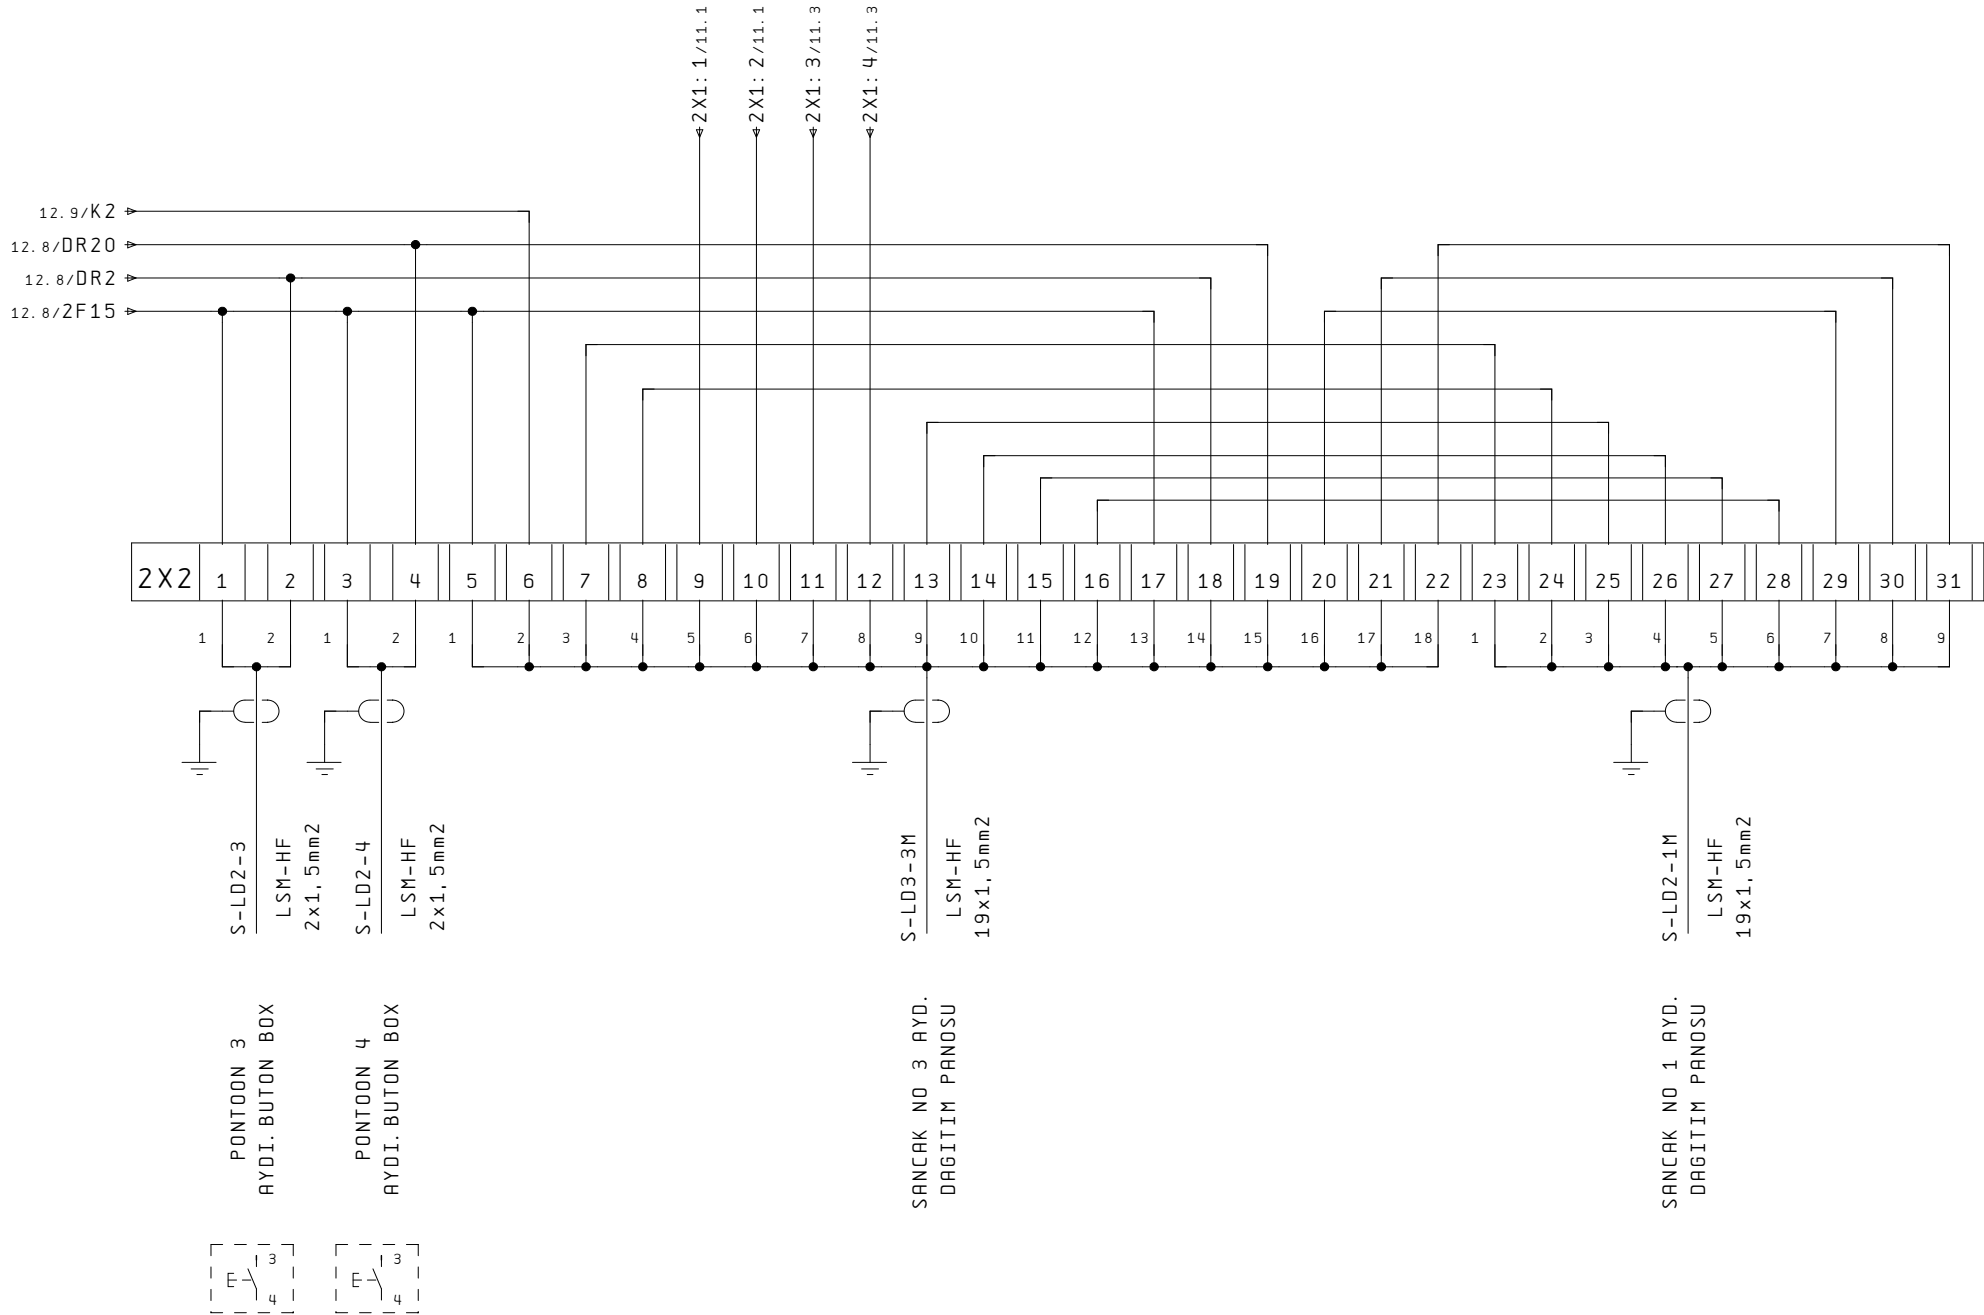 2X1:1/11.1
2X1:2/11.1
2X1:3/11.3
2X1:4/11.3
12.9/K2
12.8/DR20
12.8/DR2
12.8/2F15
2X2 1 2 3 4 5 6 7 8 9 10 11 12 13 14 15 16 17 18 19 20 21 22 23 24 25 26 27 28 29 30 31
1 2 1 2 1 2 3 4 5 6 7 8 9 10 11 12 13 14 15 16 17 18 1 2 3 4 5 6 7 8 9
S-LD2-3
LSM-HF
2x1,5mm2
S-LD2-4
LSM-HF
2x1,5mm2
S-LD3-3M
LSM-HF
19x1,5mm2
S-LD2-1M
LSM-HF
19x1,5mm2
PONTOON 3
AYDI.BUTON BOX
PONTOON 4
AYDI.BUTON BOX
SANCAK NO 3 AYD.
DAGITIM PANOSU
SANCAK NO 1 AYD.
DAGITIM PANOSU
3
4
3
4